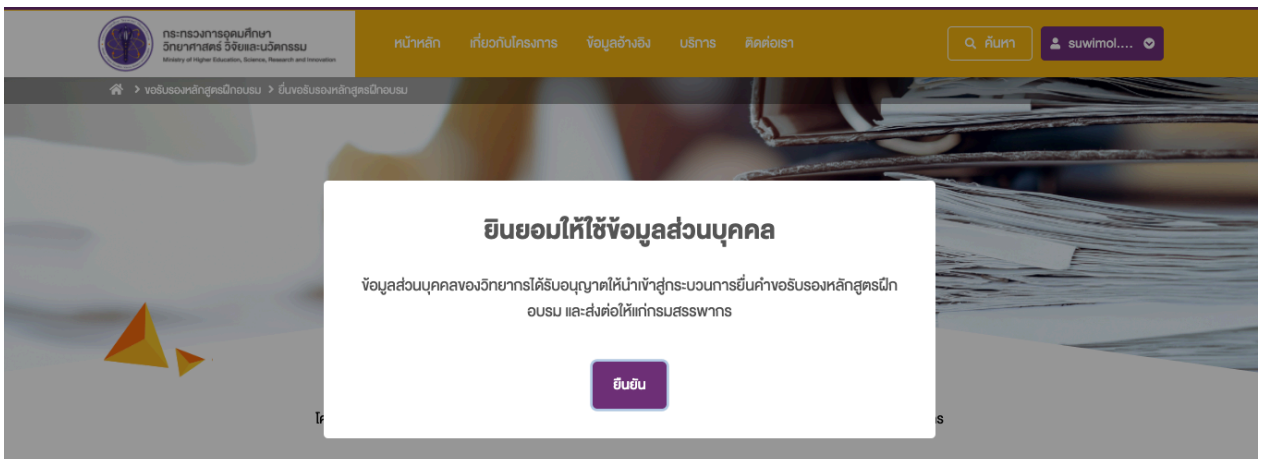 กระทรวงการอุดมศึกษา
วิทยาศาสตร์ วิจัยและนวัตกรรม
Ministry of Higher Education, Science, Research and Innovation
หน้าหลัก เกี่ยวกับโครงการ ข้อมูลอ้างอิง บริการ ติดต่อเรา ค้นหา suwimol....
> ขอรับรองหลักสูตรฝึกอบรม > ยื่นขอรับรองหลักสูตรฝึกอบรม
ยินยอมให้ใช้ข้อมูลส่วนบุคคล
ข้อมูลส่วนบุคคลของวิทยากรได้รับอนุญาตให้นำเข้าสู่กระบวนการยื่นคำขอรับรองหลักสูตรฝึก
อบรม และส่งต่อให้แก่กรมสรรพากร
ยืนยัน